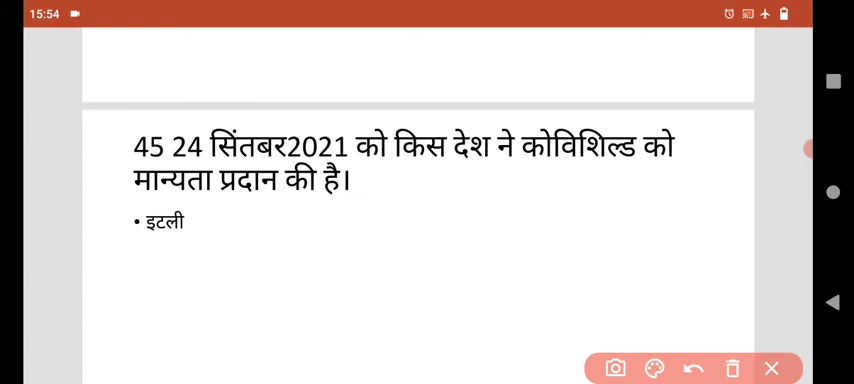 15:54
45 24 सिंतबर2021 को किस देश ने कोविशिल्ड को
मान्यता प्रदान की है।
• इटली